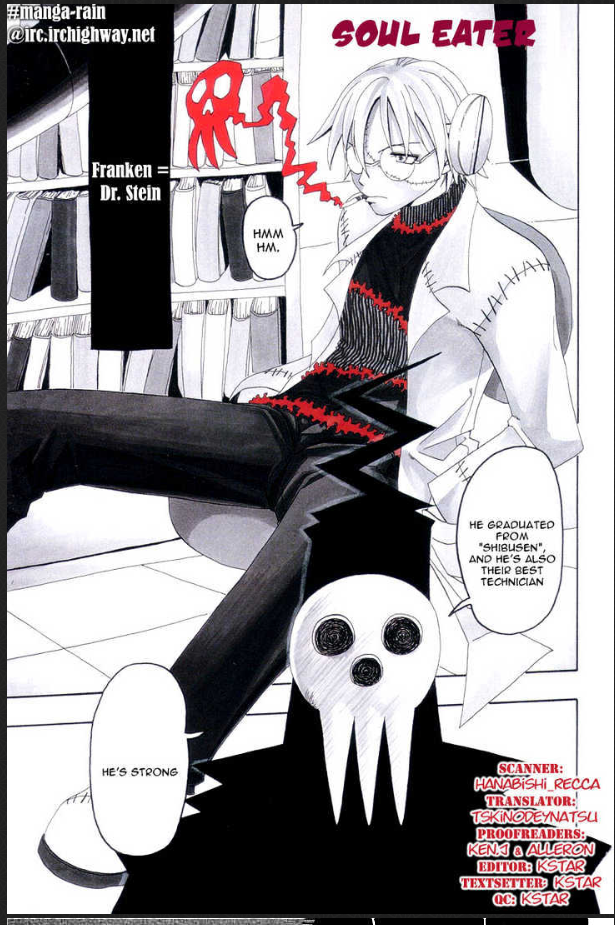 #manga-rain
@irc.irchighway.net
SOUL EATER
Franken =
Dr. Stein
HMM
HM.
HE GRADUATED
FROM
"SHIBUSEN",
AND HE'S ALSO
THEIR BEST
TECHNICIAN
HE'S STRONG
SCANNER:
HANABISHI_RECCA
TRANSLATOR:
TSKINODEYNATSU
PROOFREADERS:
KENJ & ALLERON
EDITOR: KSTAR
TEXTSETTER: KSTAR
QC: KSTAR